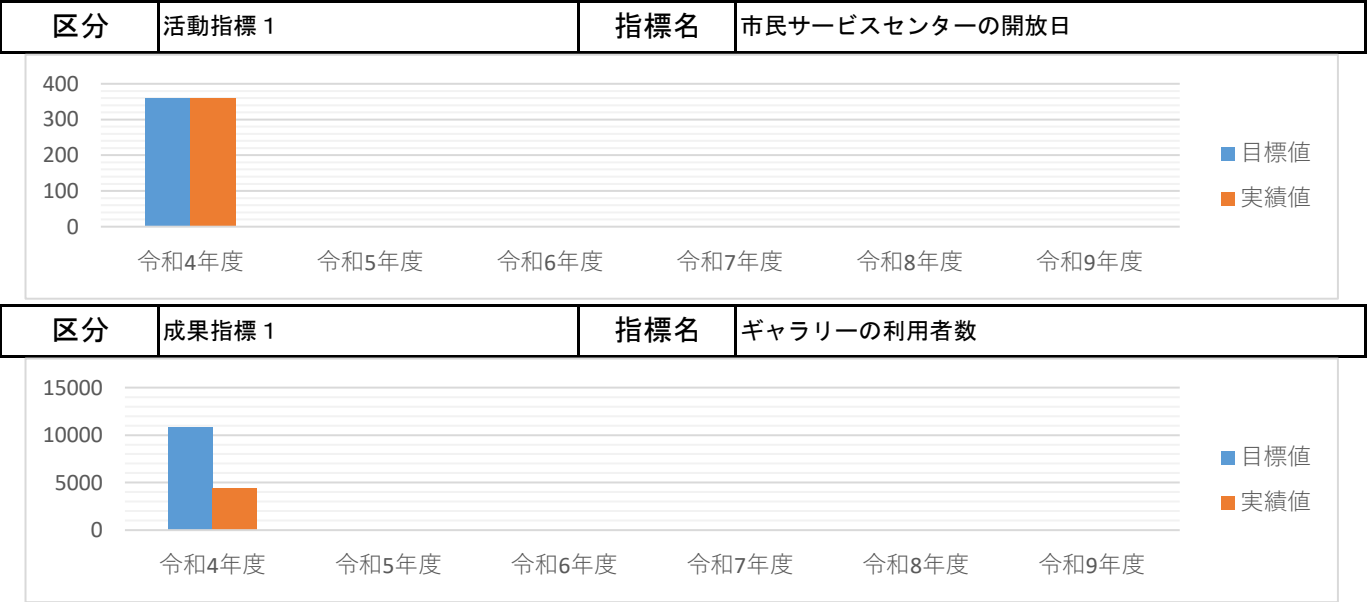 区分 活動指標１ 指標名 市民サービスセンターの開放日
400
300
200
100
0
令和4年度 令和5年度 令和6年度 令和7年度 令和8年度 令和9年度
目標値
実績値
区分 成果指標１ 指標名 ギャラリーの利用者数
15000
10000
5000
0
令和4年度 令和5年度 令和6年度 令和7年度 令和8年度 令和9年度
目標値
実績値